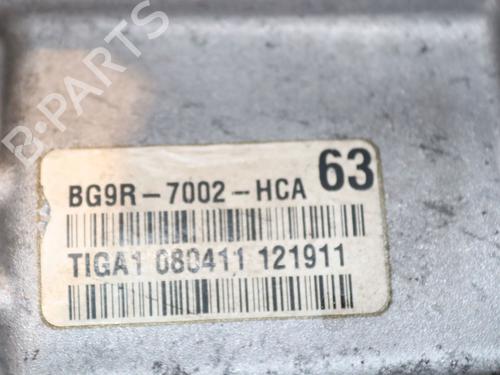 B-PARTS
63
BG9R-7002-HCA
TIGA1 080411 121911